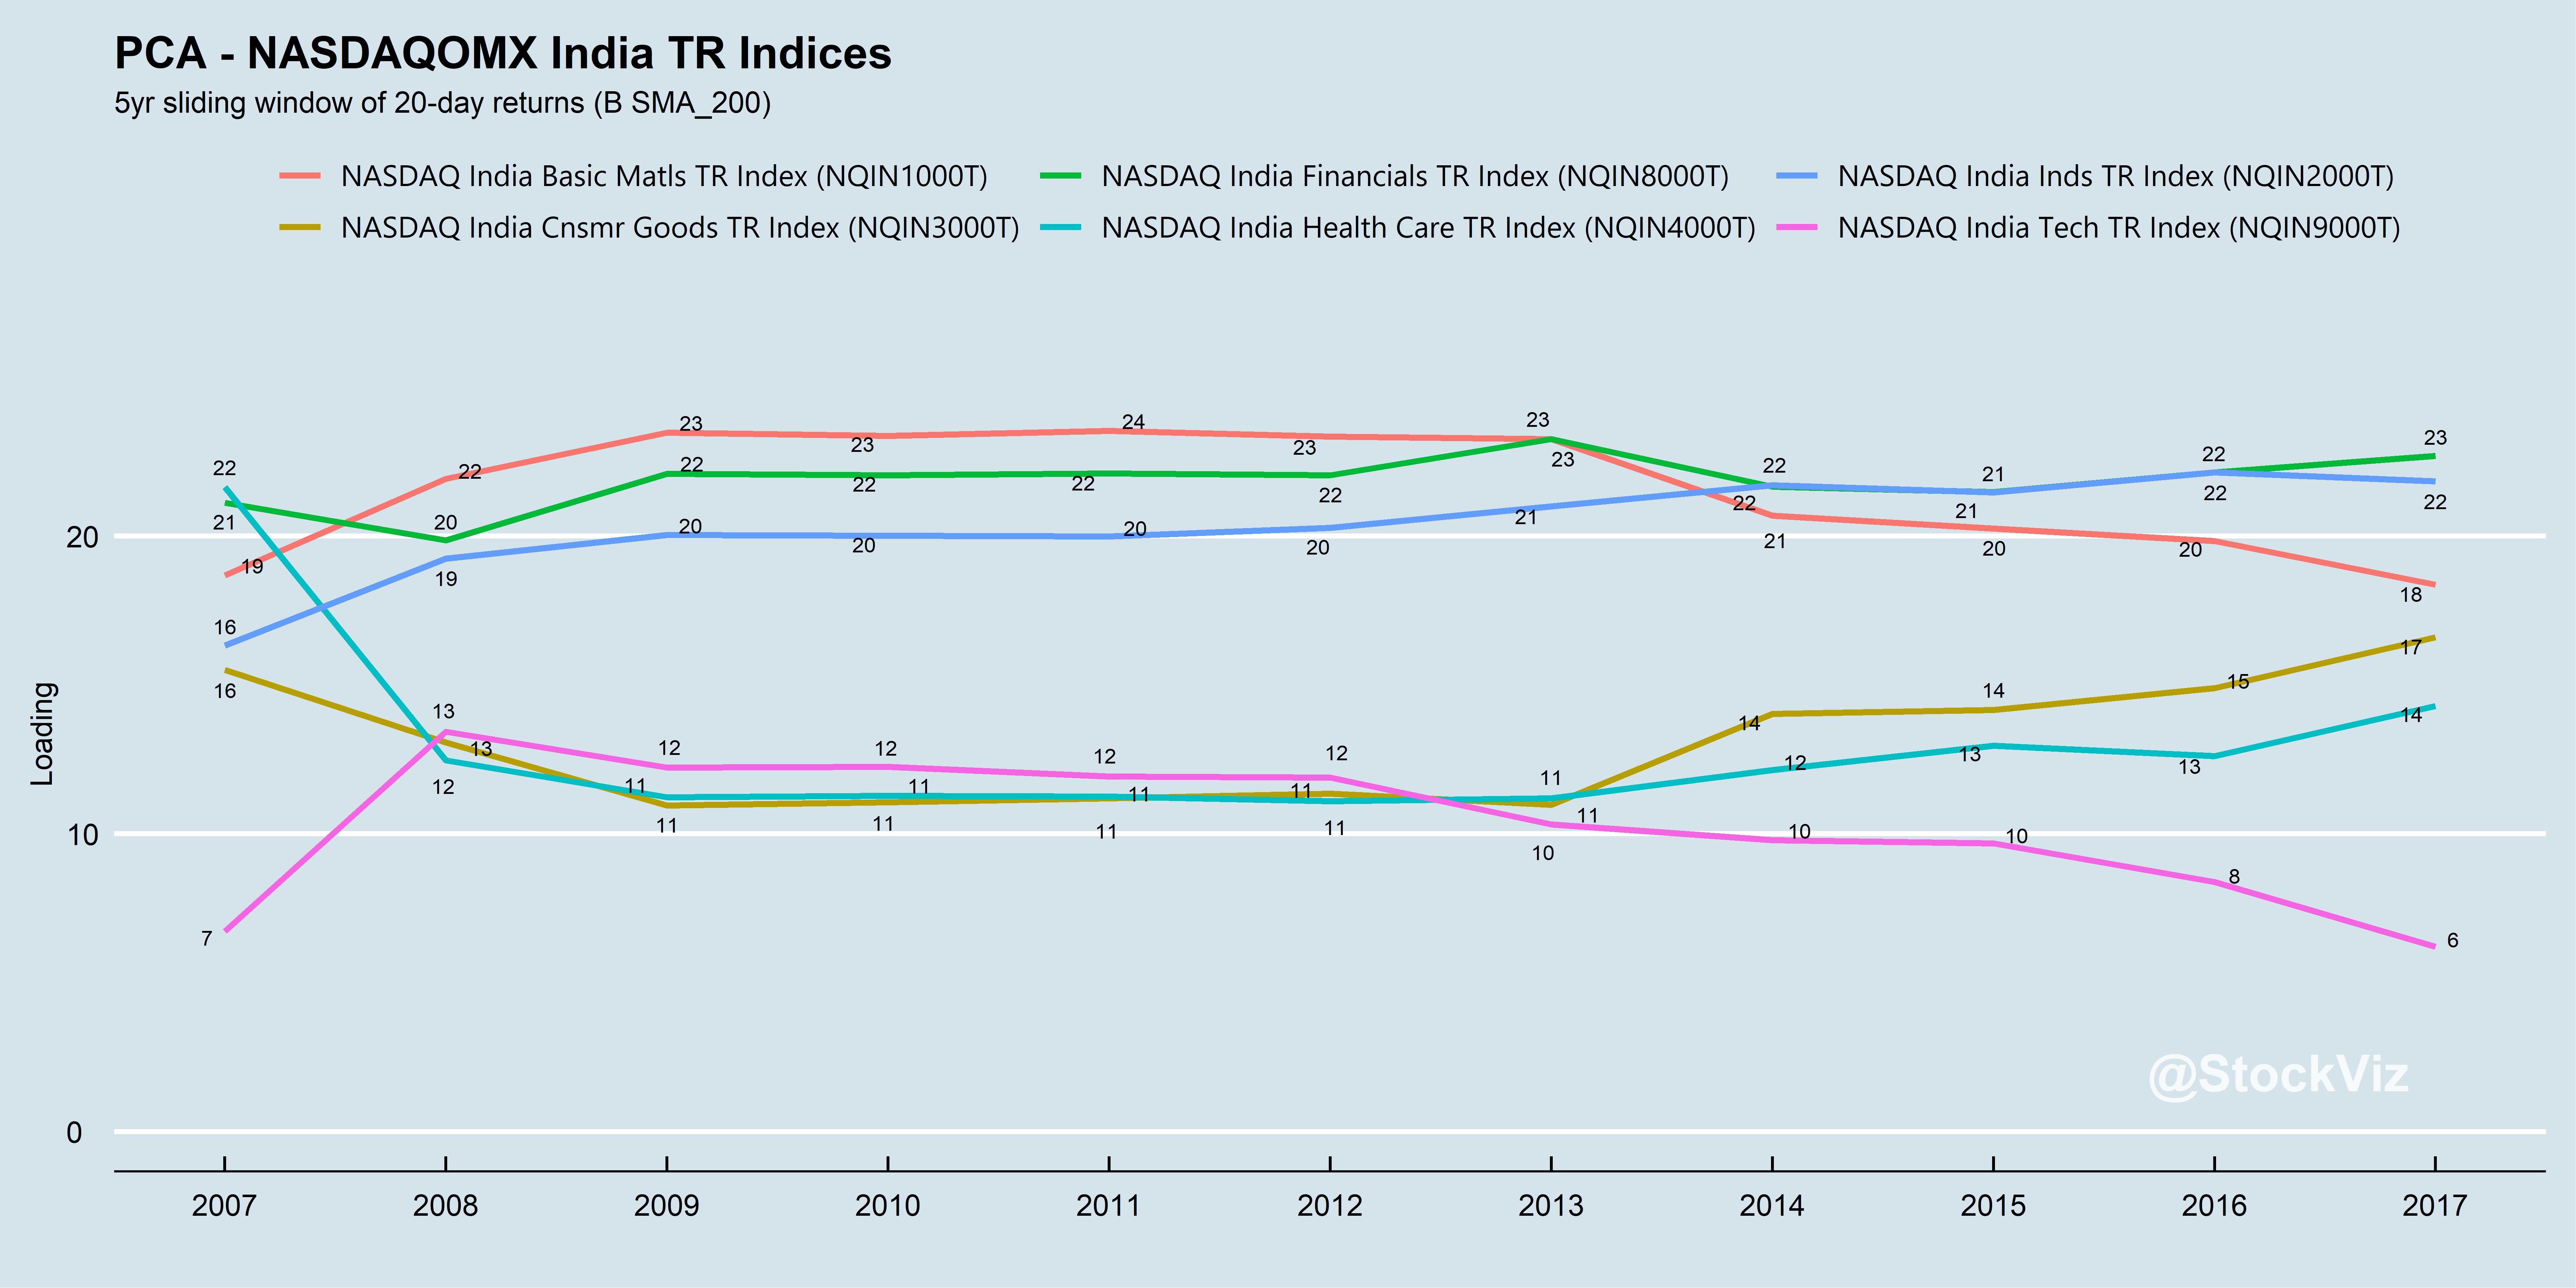 PCA - NASDAQOMX India TR Indices
5yr sliding window of 20-day returns (B SMA_200)
NASDAQ India Basic Matls TR Index (NQIN1000T) NASDAQ India Financials TR Index (NQIN8000T) NASDAQ India Inds TR Index (NQIN2000T)
NASDAQ India Cnsmr Goods TR Index (NQIN3000T) NASDAQ India Health Care TR Index (NQIN4000T) NASDAQ India Tech TR Index (NQIN9000T)
Loading
20
10
0
22 21 19 16 16 7
22 20 19 13 13 12
23 22 20 12 11 11
23 22 20 12 11 11
24 22 20 12 11 11
23 22 20 12 11 11
23 23 21 11 11 10
22 22 21 14 12 10
21 21 20 14 13 10
22 22 20 15 13 8
23 22 18 17 14 6
@StockViz
2007 2008 2009 2010 2011 2012 2013 2014 2015 2016 2017